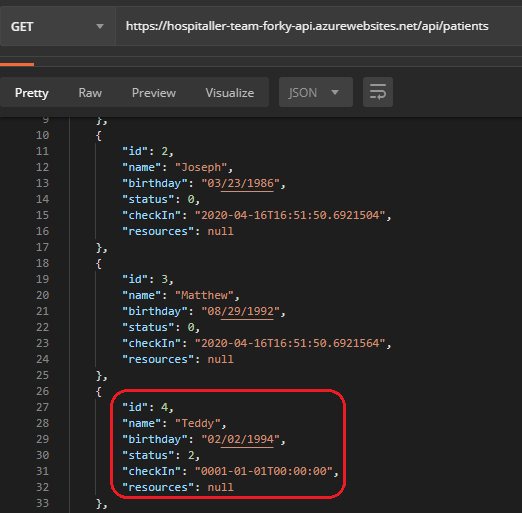 GET https://hospitaller-team-forky-api.azurewebsites.net/api/patients
Pretty Raw Preview Visualize JSON
9 },
10 {
11 "id": 2,
12 "name": "Joseph",
13 "birthday": "03/23/1986",
14 "status": 0,
15 "checkIn": "2020-04-16T16:51:50.6921504",
16 "resources": null
17 },
18 {
19 "id": 3,
20 "name": "Matthew",
21 "birthday": "08/29/1992",
22 "status": 0,
23 "checkIn": "2020-04-16T16:51:50.6921564",
24 "resources": null
25 },
26 {
27 "id": 4,
28 "name": "Teddy",
29 "birthday": "02/02/1994",
30 "status": 2,
31 "checkIn": "0001-01-01T00:00:00",
32 "resources": null
33 },